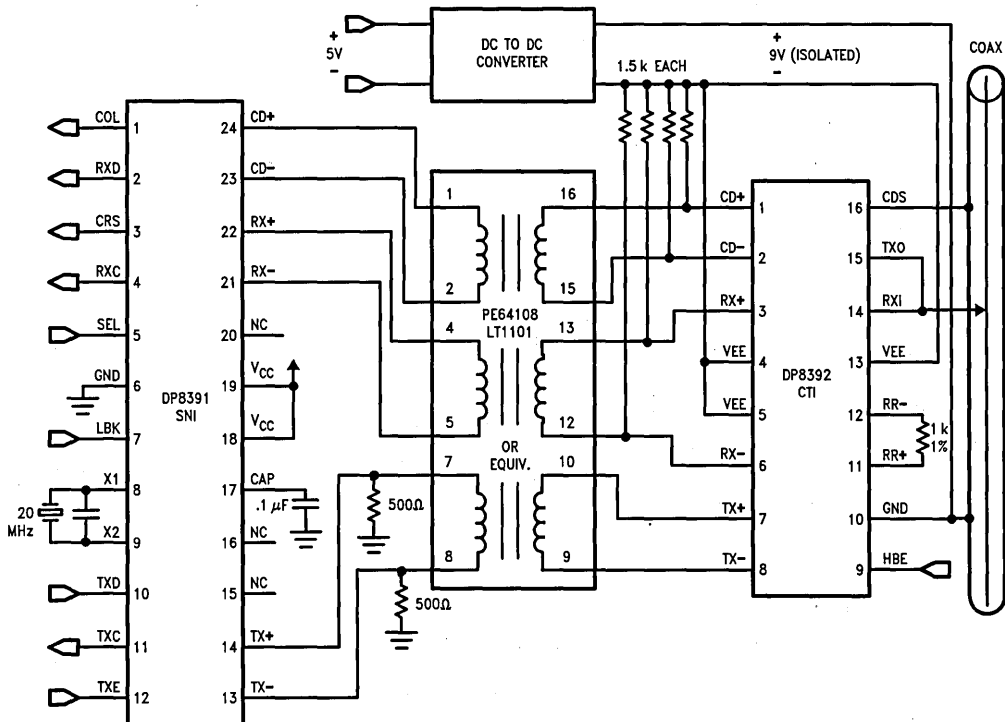 +
5V
-
DC TO DC
CONVERTER
+
9V (ISOLATED)
-
COAX
1.5 k EACH
COL 1
RXD 2
CRS 3
RXC 4
SEL 5
GND 6
LBK 7
X1 8
X2 9
20
MHz
TXD 10
TXC 11
TXE 12
DP8391
SNI
24 CD+
23 CD-
22 RX+
21 RX-
20 NC
19 VCC
18 VCC
17 CAP
.1 μF
16 NC
15 NC
14 TX+
13 TX-
500Ω
500Ω
1 16
2 15
PE64108
LT1101
4 13
5 12
OR
EQUIV.
7 10
8 9
CD+ 1
CD- 2
RX+ 3
VEE 4
VEE 5
RX- 6
TX+ 7
TX- 8
DP8392
CTI
16 CDS
15 TXO
14 RXI
13 VEE
12 RR-
1 k
1%
11 RR+
10 GND
9 HBE